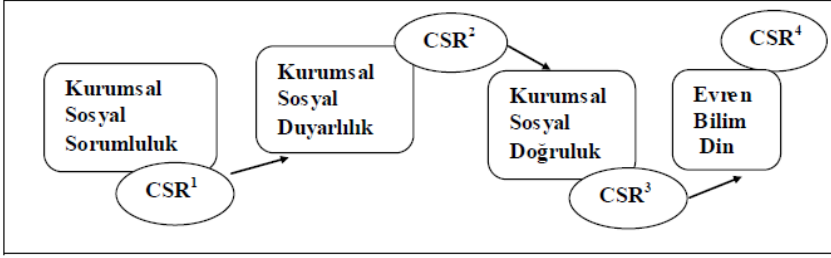 Kurumsal
Sosyal
Sorumluluk
CSR¹
Kurumsal
Sosyal
Duyarlılık
CSR²
Kurumsal
Sosyal
Doğruluk
CSR³
Evren
Bilim
Din
CSR⁴